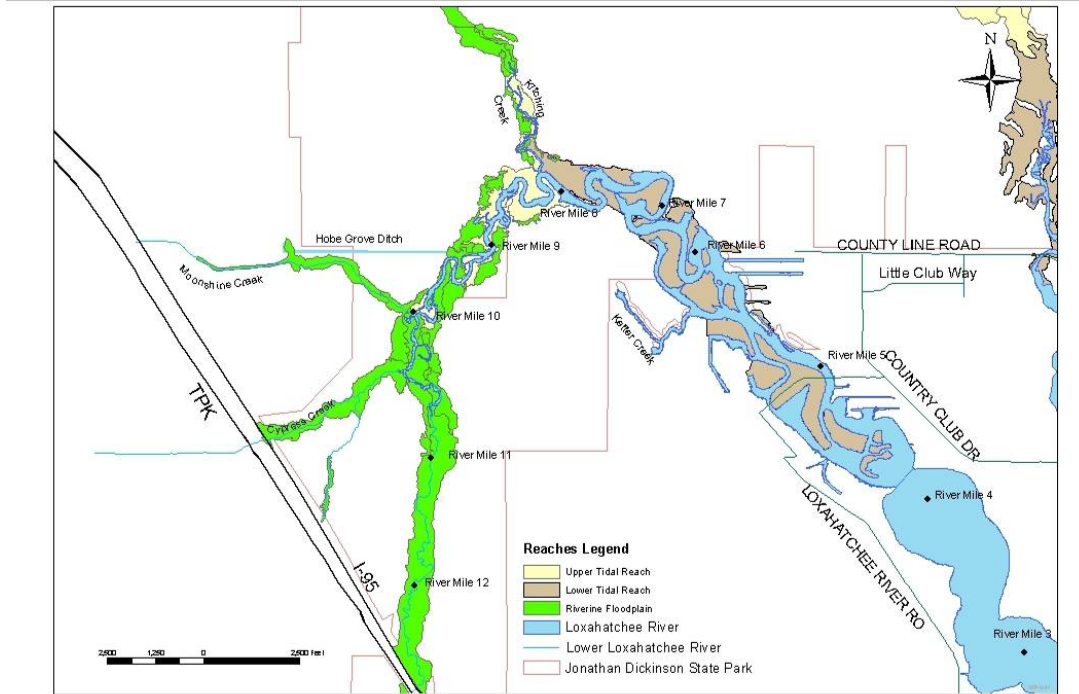 N
Kitching
Creek
River Mile 8
River Mile 7
River Mile 6
River Mile 9
Hobe Grove Ditch
COUNTY LINE ROAD
Little Club Way
Moonshine Creek
River Mile 10
Ketter Creek
River Mile 5
COUNTRY CLUB DR
TPK
Cypress Creek
River Mile 11
River Mile 4
LOXAHATCHEE RIVER RO
I-95
River Mile 12
River Mile 3
Reaches Legend
Upper Tidal Reach
Lower Tidal Reach
Riverine Floodplain
Loxahatchee River
Lower Loxahatchee River
Jonathan Dickinson State Park
2,500 1,250 0 2,500 Feet